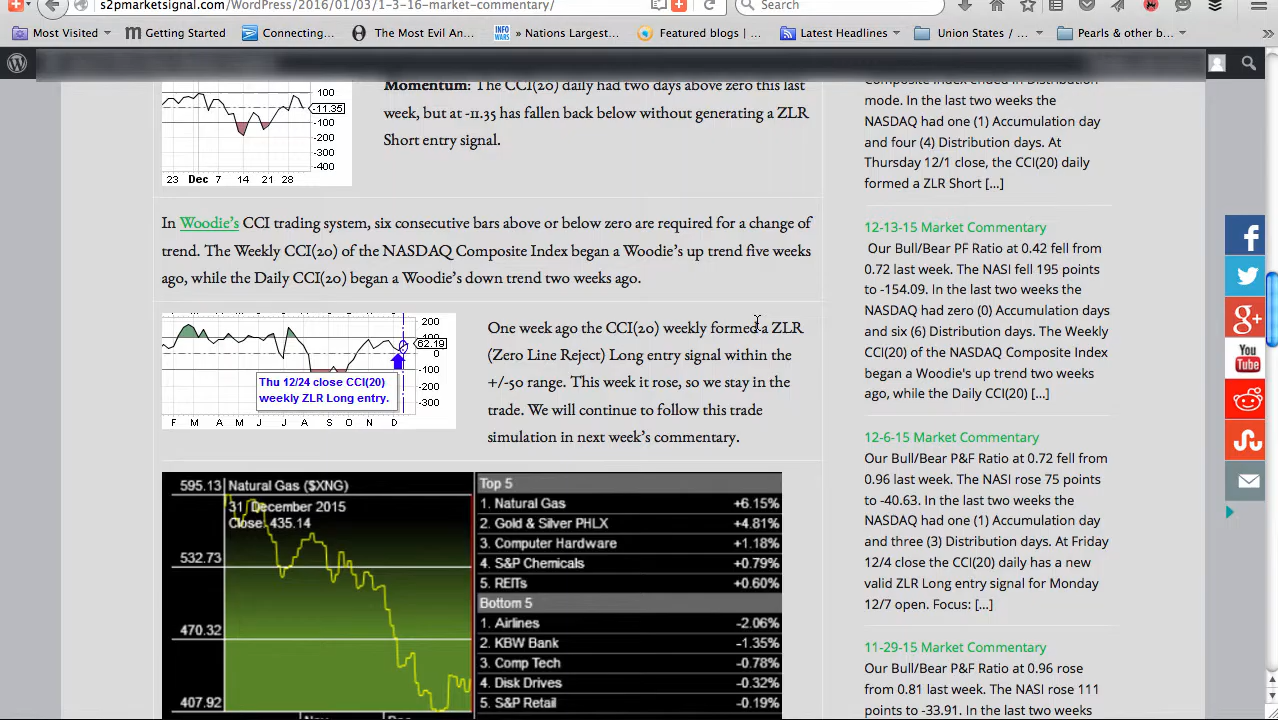 s2pmarketsignal.com/WordPress/2016/01/03/1-3-16-market-commentary/
Search
Most Visited
Getting Started
Connecting...
The Most Evil An...
INFO WARS
» Nations Largest...
Featured blogs | ...
Latest Headlines
Union States / ...
Pearls & other b...
100
-11.35
-100
-200
-300
-400
23 Dec 7 14 21 28
Momentum: The CCI(20) daily had two days above zero this last
week, but at -11.35 has fallen back below without generating a ZLR
Short entry signal.
In Woodie's CCI trading system, six consecutive bars above or below zero are required for a change of
trend. The Weekly CCI(20) of the NASDAQ Composite Index began a Woodie's up trend five weeks
ago, while the Daily CCI(20) began a Woodie's down trend two weeks ago.
200
100
62.19
0
-100
-200
-300
Thu 12/24 close CCI(20)
weekly ZLR Long entry.
F M A M J J A S O N D
One week ago the CCI(20) weekly formed a ZLR
(Zero Line Reject) Long entry signal within the
+/-50 range. This week it rose, so we stay in the
trade. We will continue to follow this trade
simulation in next week's commentary.
595.13
Natural Gas ($XNG)
31 December 2015
Close: 435.14
532.73
470.32
407.92
Nov Dec
Top 5
1. Natural Gas +6.15%
2. Gold & Silver PHLX +4.81%
3. Computer Hardware +1.18%
4. S&P Chemicals +0.79%
5. REITs +0.60%
Bottom 5
1. Airlines -2.06%
2. KBW Bank -1.35%
3. Comp Tech -0.78%
4. Disk Drives -0.32%
5. S&P Retail -0.19%
Composite Index ended in Distribution
mode. In the last two weeks the
NASDAQ had one (1) Accumulation day
and four (4) Distribution days. At
Thursday 12/1 close, the CCI(20) daily
formed a ZLR Short [...]
12-13-15 Market Commentary
Our Bull/Bear PF Ratio at 0.42 fell from
0.72 last week. The NASI fell 195 points
to -154.09. In the last two weeks the
NASDAQ had zero (0) Accumulation days
and six (6) Distribution days. The Weekly
CCI(20) of the NASDAQ Composite Index
began a Woodie's up trend two weeks
ago, while the Daily CCI(20) [...]
12-6-15 Market Commentary
Our Bull/Bear P&F Ratio at 0.72 fell from
0.96 last week. The NASI rose 75 points
to -40.63. In the last two weeks the
NASDAQ had one (1) Accumulation day
and three (3) Distribution days. At Friday
12/4 close the CCI(20) daily has a new
valid ZLR Long entry signal for Monday
12/7 open. Focus: [...]
11-29-15 Market Commentary
Our Bull/Bear P&F Ratio at 0.96 rose
from 0.81 last week. The NASI rose 111
points to -33.91. In the last two weeks
You Tube